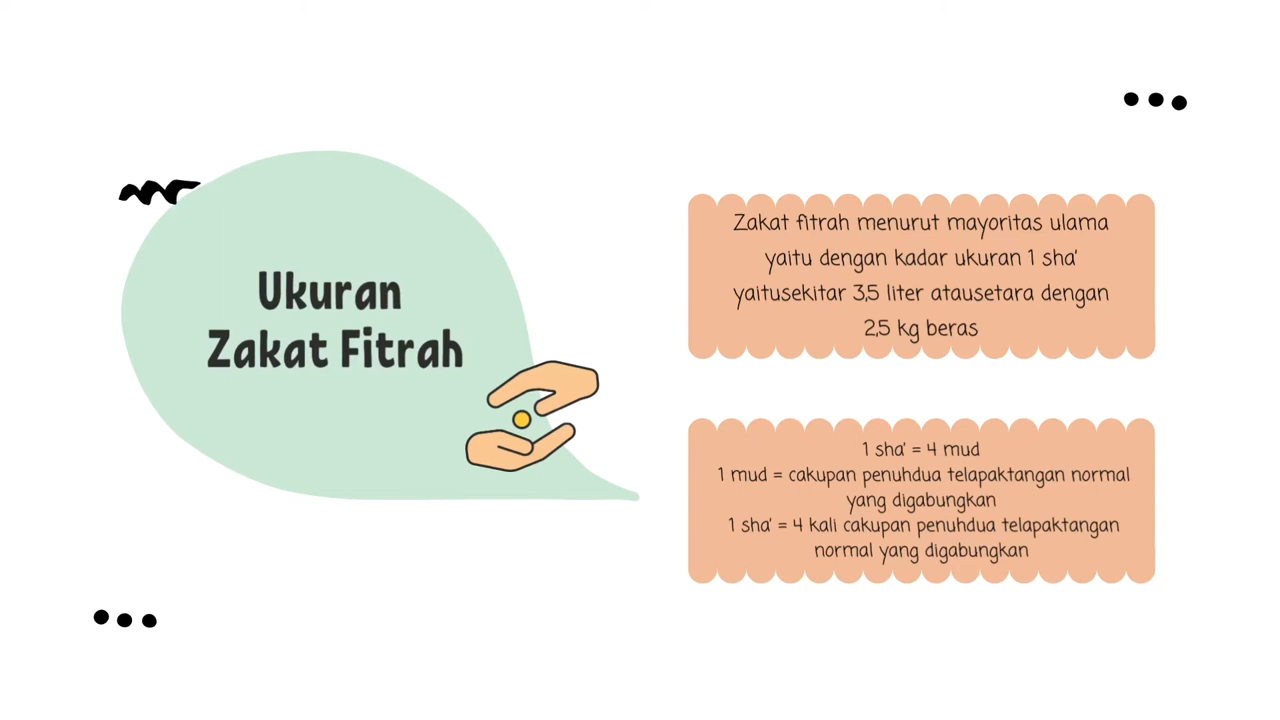 Ukuran
Zakat Fitrah
Zakat fitrah menurut mayoritas ulama
yaitu dengan kadar ukuran 1 sha'
yaitusekitar 3,5 liter atausetara dengan
2,5 kg beras
1 sha' = 4 mud
1 mud = cakupan penuhdua telapaktangan normal
yang digabungkan
1 sha' = 4 kali cakupan penuhdua telapaktangan
normal yang digabungkan